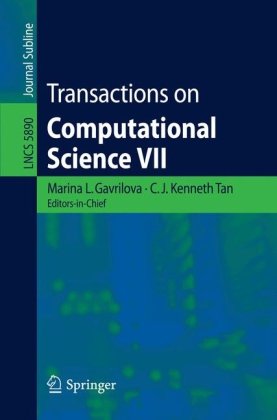 Journal Subline
LNCS 5890
Transactions on
Computational
Science VII
Marina L. Gavrilova · C. J. Kenneth Tan
Editors-in-Chief
Springer